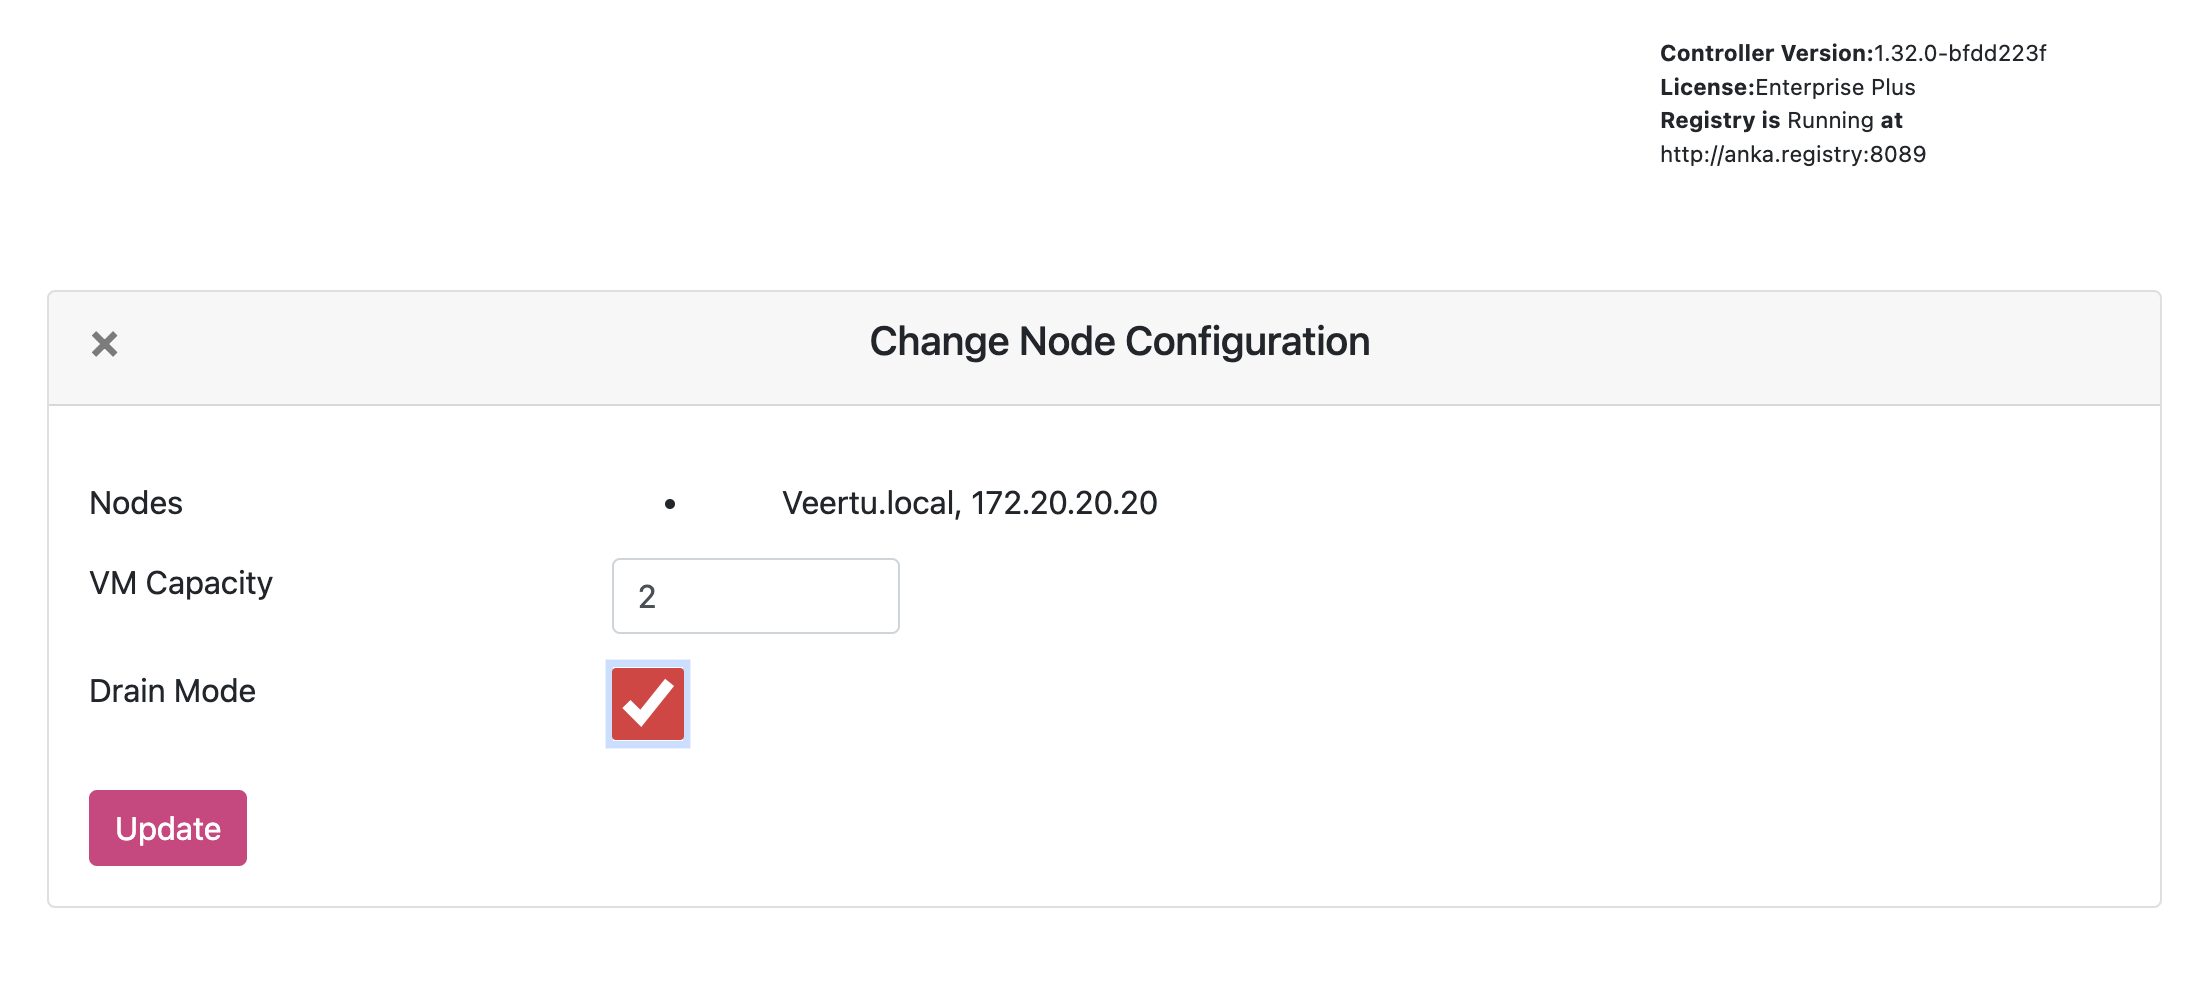 Controller Version:1.32.0-bfdd223f
License:Enterprise Plus
Registry is Running at
http://anka.registry:8089
Change Node Configuration
Nodes • Veertu.local, 172.20.20.20
VM Capacity 2
Drain Mode
Update